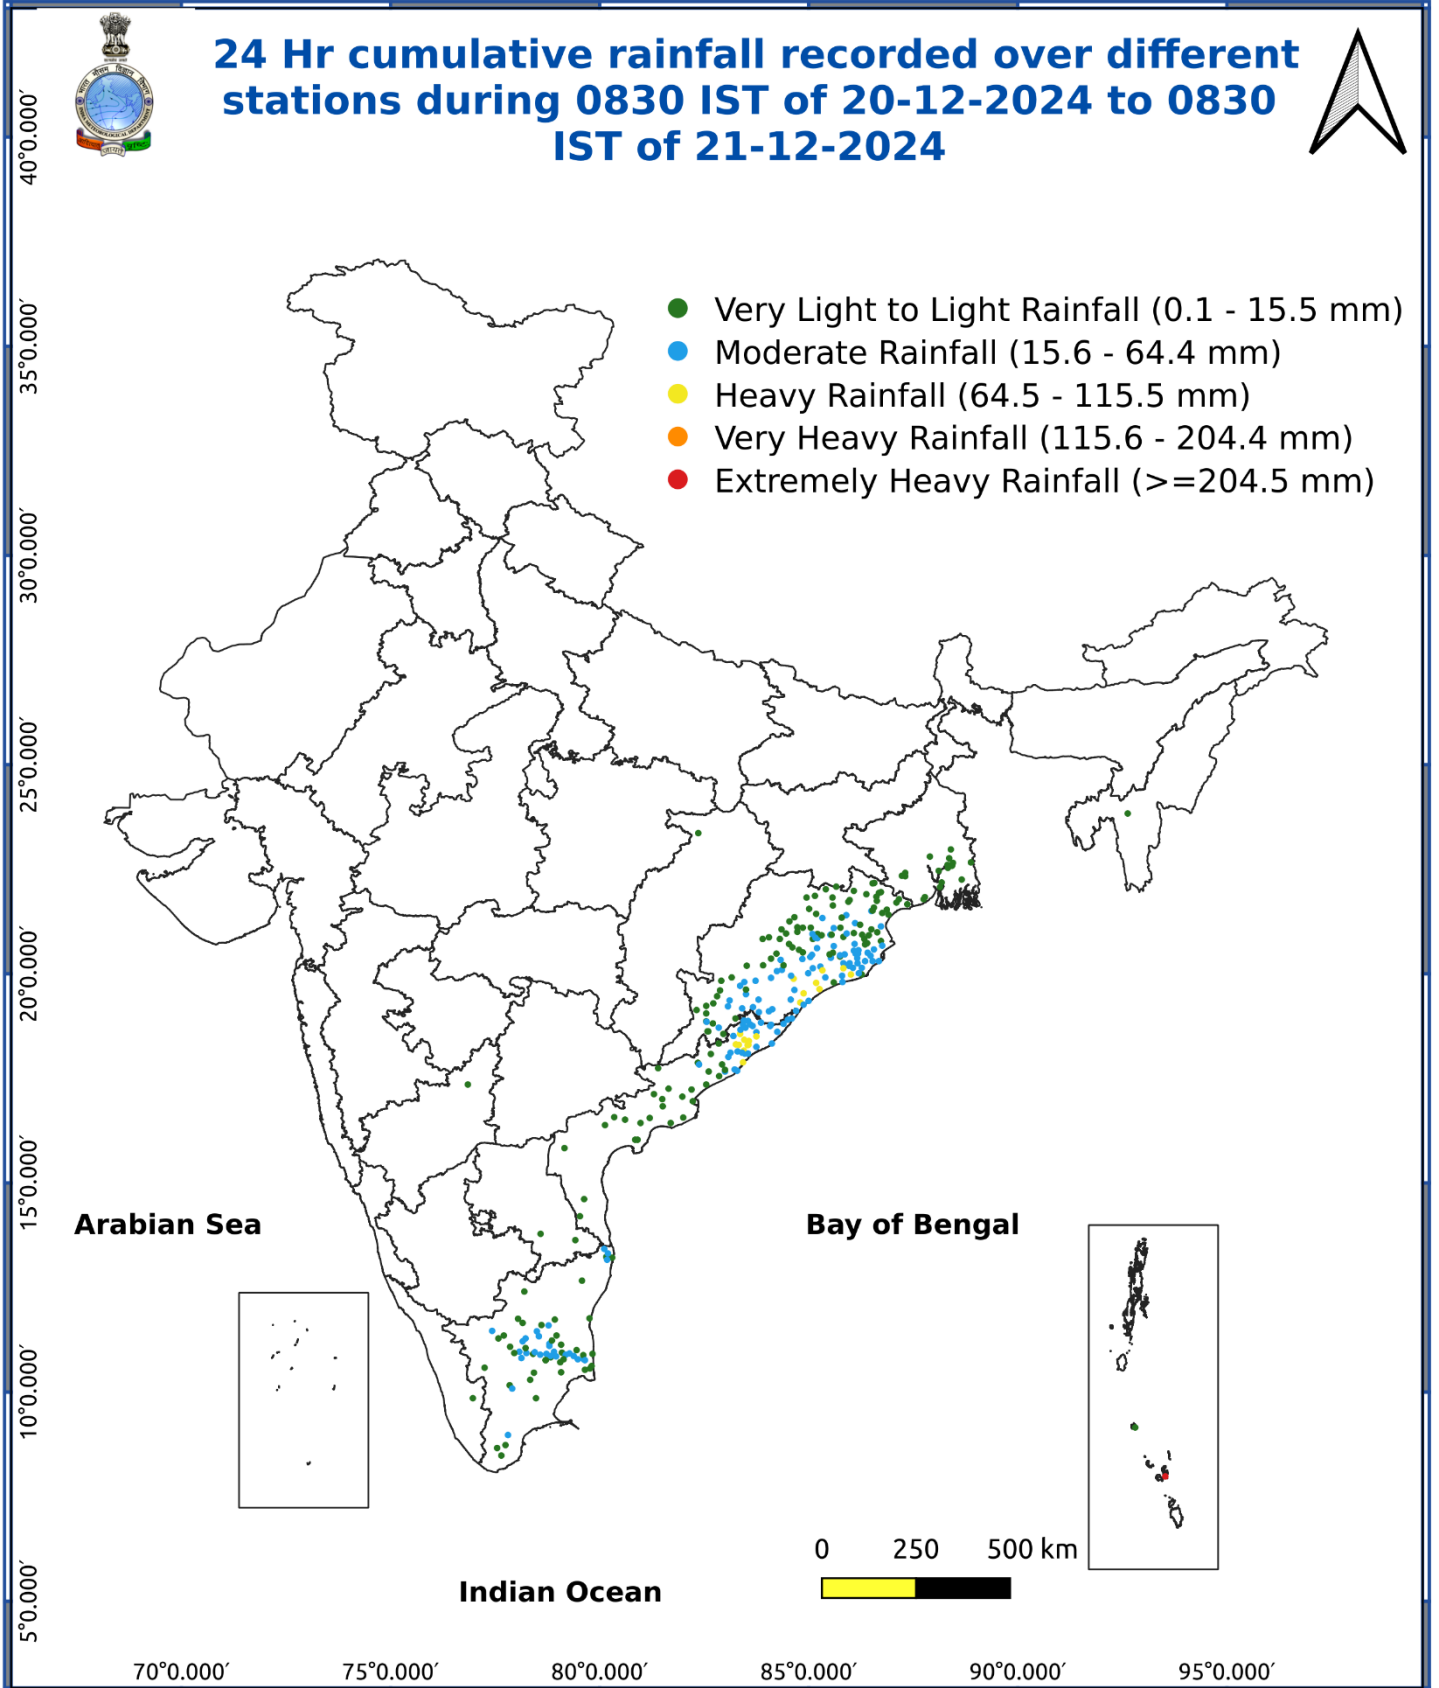 24 Hr cumulative rainfall recorded over different
stations during 0830 IST of 20-12-2024 to 0830
IST of 21-12-2024
Very Light to Light Rainfall (0.1 - 15.5 mm)
Moderate Rainfall (15.6 - 64.4 mm)
Heavy Rainfall (64.5 - 115.5 mm)
Very Heavy Rainfall (115.6 - 204.4 mm)
Extremely Heavy Rainfall (>=204.5 mm)
40°0.000′
35°0.000′
30°0.000′
25°0.000′
20°0.000′
15°0.000′
10°0.000′
5°0.000′
Arabian Sea
Bay of Bengal
Indian Ocean
0 250 500 km
70°0.000′ 75°0.000′ 80°0.000′ 85°0.000′ 90°0.000′ 95°0.000′